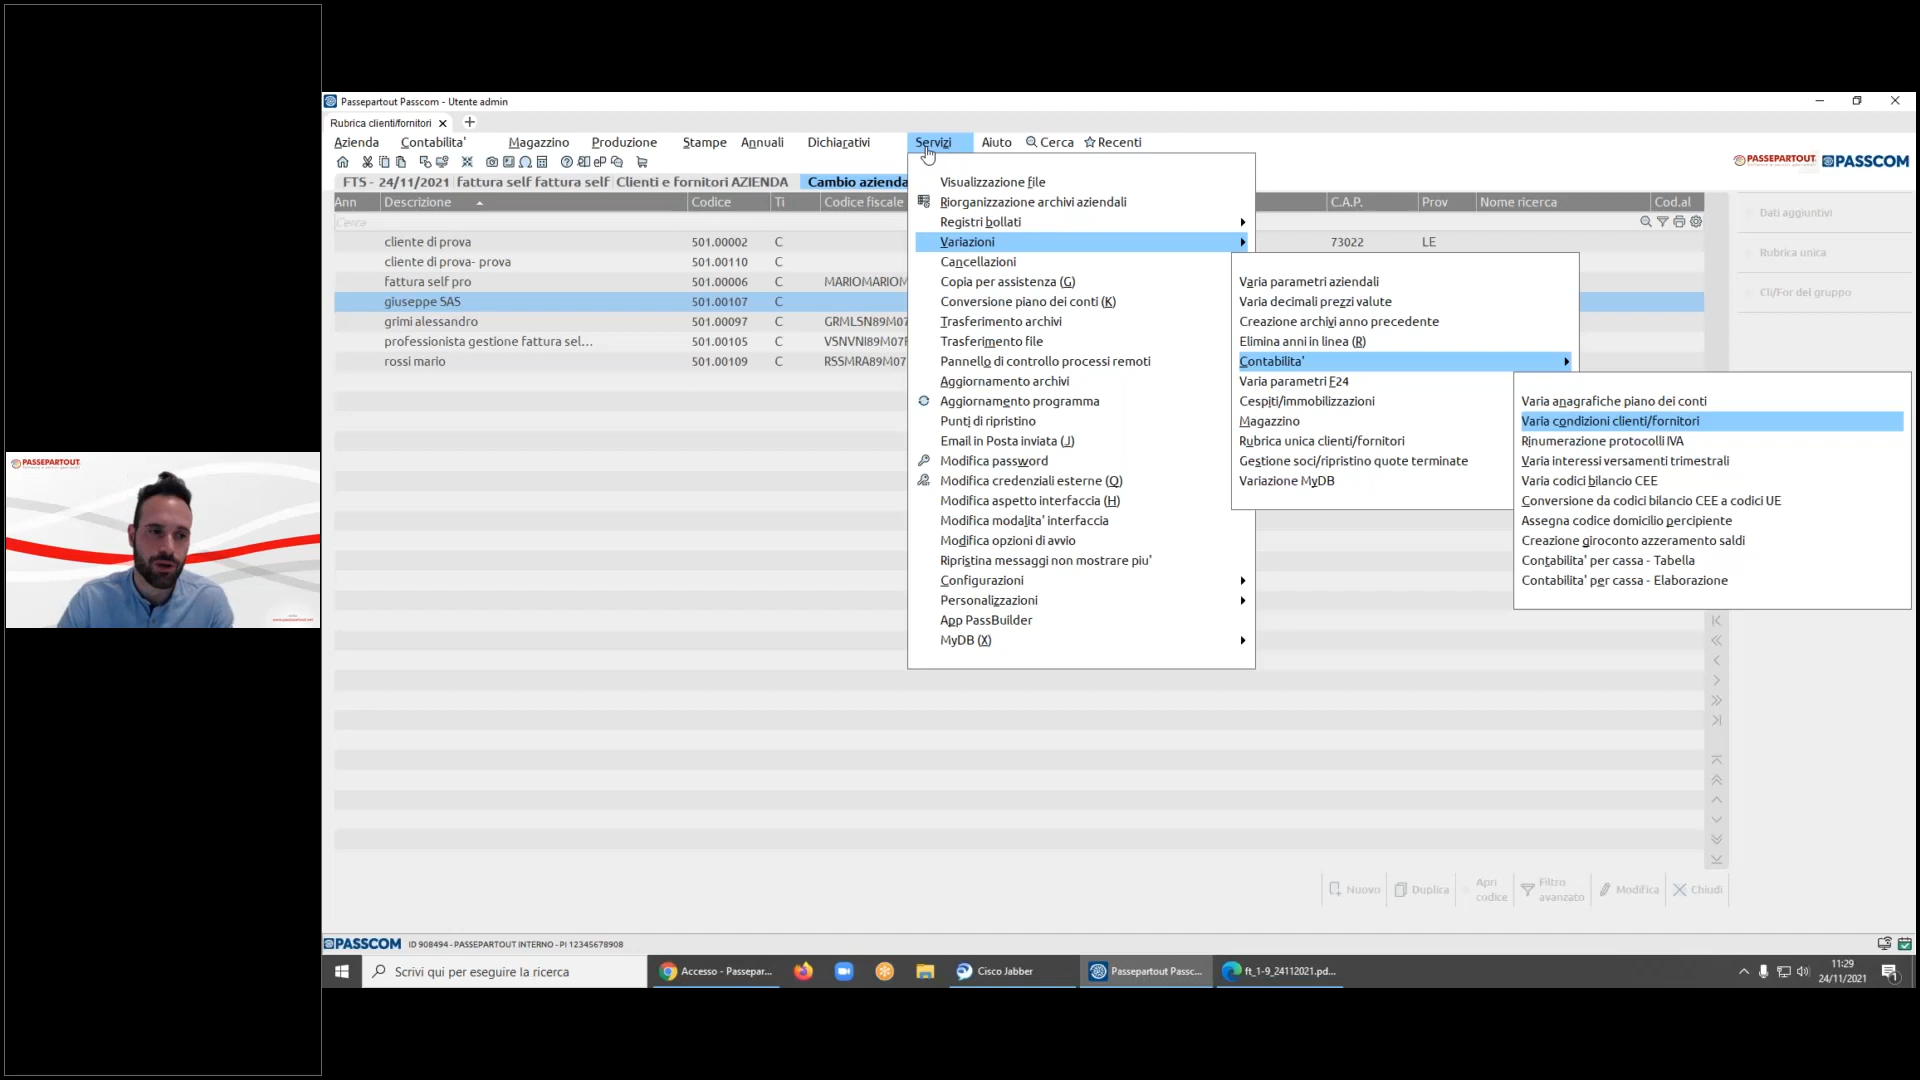 Passepartout Passcom - Utente admin
Rubrica clienti/fornitori
Azienda Contabilita' Magazzino Produzione Stampe Annuali Dichiarativi Servizi Aiuto Cerca Recenti
PASSEPARTOUT PASSCOM
FTS - 24/11/2021 fattura self fattura self Clienti e fornitori AZIENDA Cambio azienda
Ann Descrizione Codice Ti Codice fiscale C.A.P. Prov Nome ricerca Cod.al
Cerca
cliente di prova 501.00002 C 73022 LE
cliente di prova- prova 501.00110 C
fattura self pro 501.00006 C MARIOMARIOM
giuseppe SAS 501.00107 C
grimi alessandro 501.00097 C GRMLSN89M07
professionista gestione fattura sel... 501.00105 C VSNVNI89M07F
rossi mario 501.00109 C RSSMRA89M07
Visualizzazione file
Riorganizzazione archivi aziendali
Registri bollati
Variazioni
Cancellazioni
Copia per assistenza (G)
Conversione piano dei conti (K)
Trasferimento archivi
Trasferimento file
Pannello di controllo processi remoti
Aggiornamento archivi
Aggiornamento programma
Punti di ripristino
Email in Posta inviata (J)
Modifica password
Modifica credenziali esterne (Q)
Modifica aspetto interfaccia (H)
Modifica modalita' interfaccia
Modifica opzioni di avvio
Ripristina messaggi non mostrare piu'
Configurazioni
Personalizzazioni
App PassBuilder
MyDB (X)
Varia parametri aziendali
Varia decimali prezzi valute
Creazione archivi anno precedente
Elimina anni in linea (R)
Contabilita'
Varia parametri F24
Cespiti/immobilizzazioni
Magazzino
Rubrica unica clienti/fornitori
Gestione soci/ripristino quote terminate
Variazione MyDB
Varia anagrafiche piano dei conti
Varia condizioni clienti/fornitori
Rinumerazione protocolli IVA
Varia interessi versamenti trimestrali
Varia codici bilancio CEE
Conversione da codici bilancio CEE a codici UE
Assegna codice domicilio percipiente
Creazione giroconto azzeramento saldi
Contabilita' per cassa - Tabella
Contabilita' per cassa - Elaborazione
Dati aggiuntivi
Rubrica unica
Cli/For del gruppo
Nuovo Duplica Apri codice Filtro avanzato Modifica Chiudi
PASSCOM ID 908494 - PASSEPARTOUT INTERNO - PI 12345678908
Scrivi qui per eseguire la ricerca
Accesso - Passepar...
Cisco Jabber
Passepartout Passc...
ft_1-9_24112021.pd...
11:29
24/11/2021
1
PASSEPARTOUT